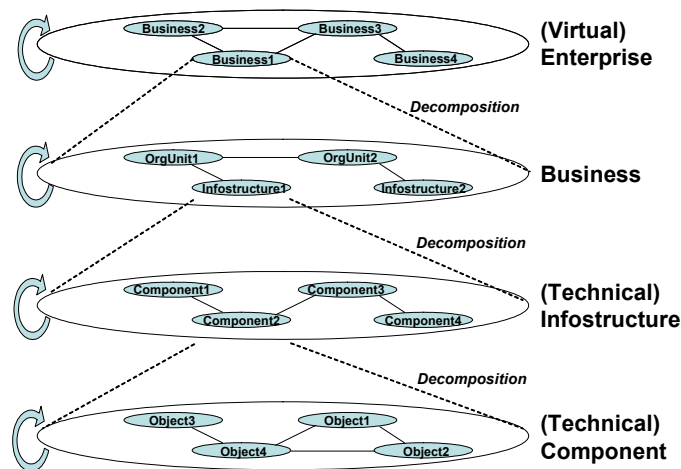 Business2
Business3
(Virtual)
Enterprise
Business1
Business4
Decomposition
OrgUnit1
OrgUnit2
Business
Infostructure1
Infostructure2
Decomposition
Component1
Component3
(Technical)
Infostructure
Component2
Component4
Decomposition
Object3
Object1
(Technical)
Component
Object4
Object2